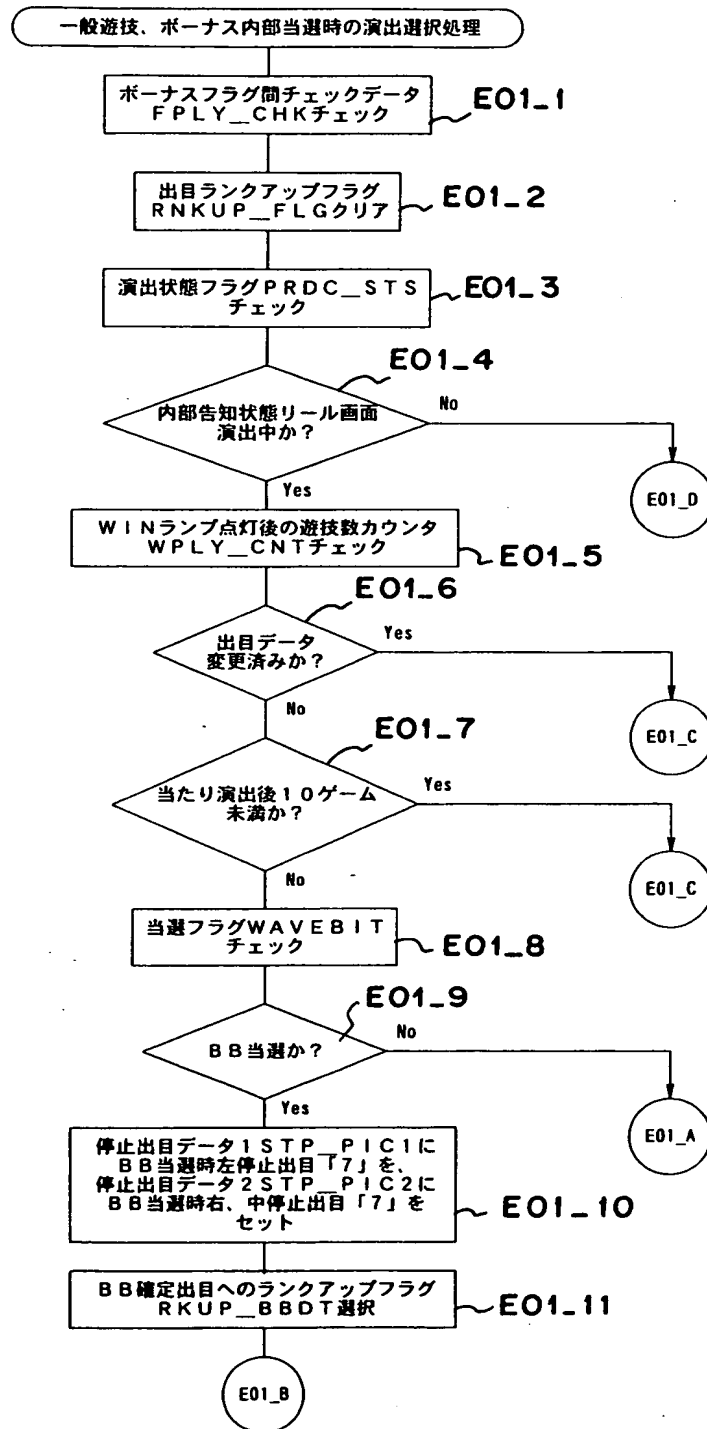 一般遊技、ボーナス内部当選時の演出選択処理
ボーナスフラグ間チェックデータ
FPLY__CHKチェック
E01_1
出目ランクアップフラグ
RNKUP__FLGクリア
E01_2
演出状態フラグPRDC__STS
チェック
E01_3
E01_4
内部告知状態リール画面
演出中か？
No
E01_D
Yes
WINランプ点灯後の遊技数カウンタ
WPLY__CNTチェック
E01_5
E01_6
出目データ
変更済みか？
Yes
E01_C
No
E01_7
当たり演出後10ゲーム
未満か？
Yes
E01_C
No
当選フラグWAVEBIT
チェック
E01_8
E01_9
BB当選か？
No
E01_A
Yes
停止出目データ1STP__PIC1に
BB当選時左停止出目「7」を、
停止出目データ2STP__PIC2に
BB当選時右、中停止出目「7」を
セット
E01_10
BB確定出目へのランクアップフラグ
RKUP__BBDT選択
E01_11
E01_B